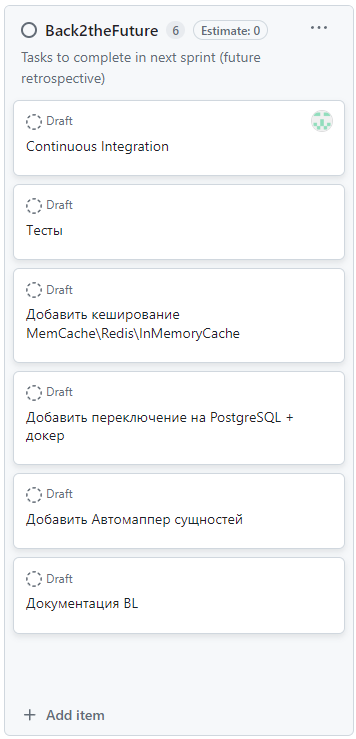 Back2theFuture 6 Estimate: 0 ...
Tasks to complete in next sprint (future
retrospective)
Draft
Continuous Integration
Draft
Тесты
Draft
Добавить кеширование
MemCache\Redis\InMemoryCache
Draft
Добавить переключение на PostgreSQL +
докер
Draft
Добавить Автомаппер сущностей
Draft
Документация BL
+ Add item